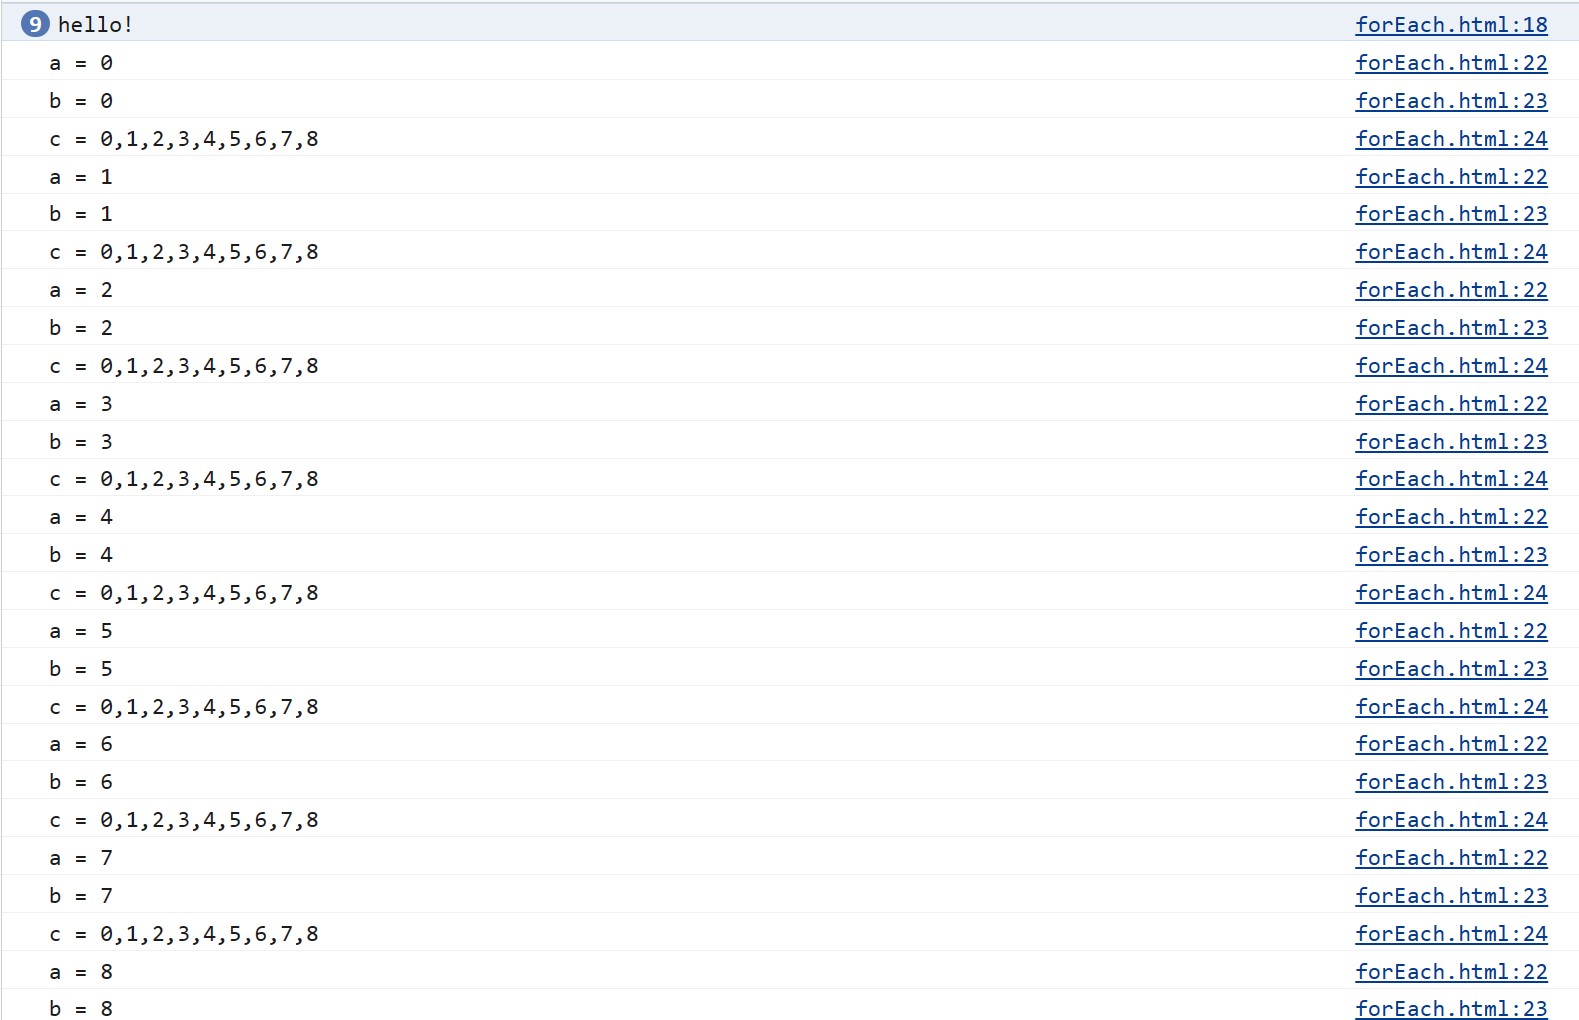 9 hello! forEach.html:18
a = 0 forEach.html:22
b = 0 forEach.html:23
c = 0,1,2,3,4,5,6,7,8 forEach.html:24
a = 1 forEach.html:22
b = 1 forEach.html:23
c = 0,1,2,3,4,5,6,7,8 forEach.html:24
a = 2 forEach.html:22
b = 2 forEach.html:23
c = 0,1,2,3,4,5,6,7,8 forEach.html:24
a = 3 forEach.html:22
b = 3 forEach.html:23
c = 0,1,2,3,4,5,6,7,8 forEach.html:24
a = 4 forEach.html:22
b = 4 forEach.html:23
c = 0,1,2,3,4,5,6,7,8 forEach.html:24
a = 5 forEach.html:22
b = 5 forEach.html:23
c = 0,1,2,3,4,5,6,7,8 forEach.html:24
a = 6 forEach.html:22
b = 6 forEach.html:23
c = 0,1,2,3,4,5,6,7,8 forEach.html:24
a = 7 forEach.html:22
b = 7 forEach.html:23
c = 0,1,2,3,4,5,6,7,8 forEach.html:24
a = 8 forEach.html:22
b = 8 forEach.html:23